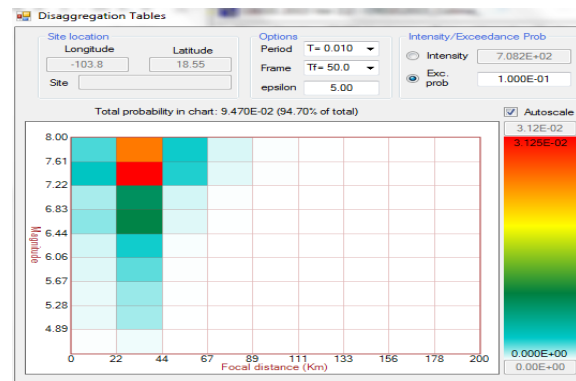 Disaggregation Tables
Site location
Longitude Latitude
-103.8 18.55
Site
Options
Period T= 0.010
Frame Tf= 50.0
epsilon 5.00
Intensity/Exceedance Prob
Intensity 7.082E+02
Exc. prob 1.000E-01
Total probability in chart: 9.470E-02 (94.70% of total)
Autoscale
3.12E-02
3.125E-02
8.00
7.61
7.22
6.83
6.44
6.06
5.67
5.28
4.89
Magnitude
0 22 44 67 89 111 133 156 178 200
Focal distance (Km)
0.000E+00
0.00E+00